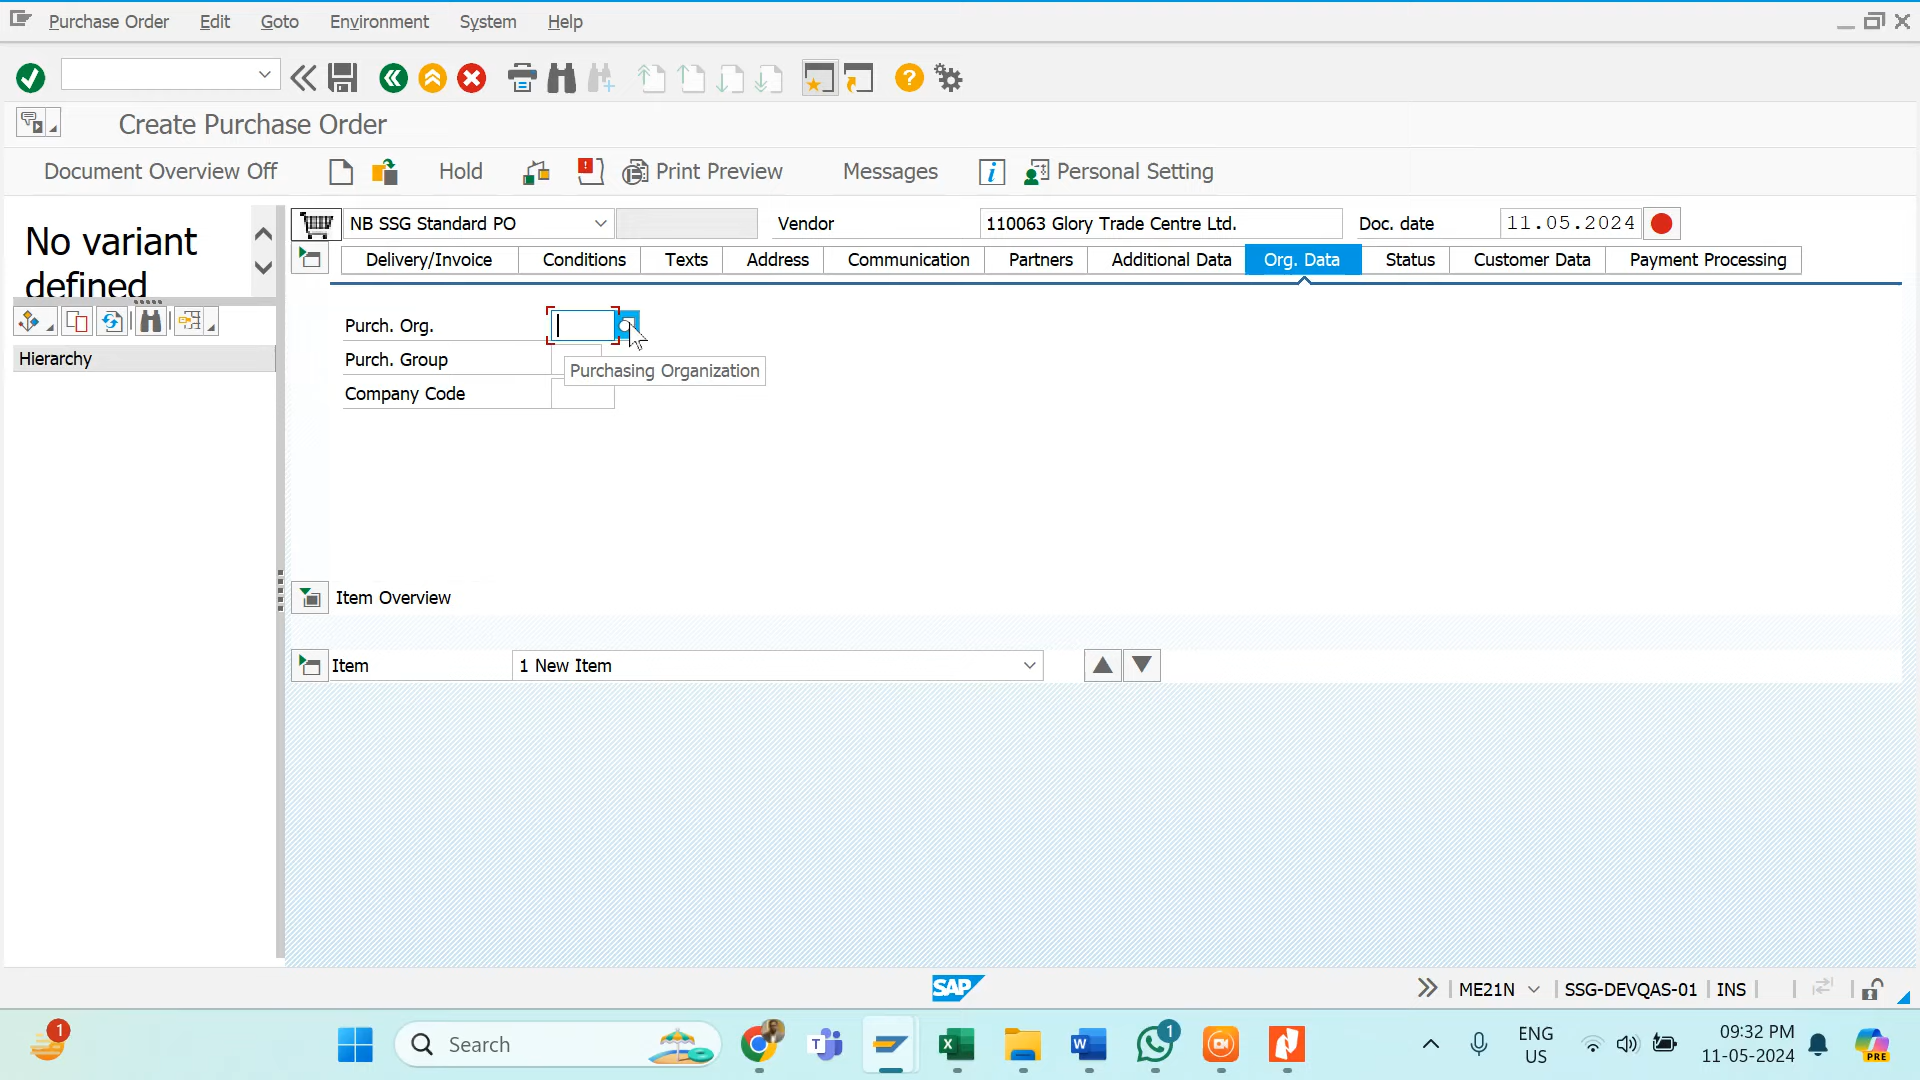 Purchase Order Edit Goto Environment System Help
Create Purchase Order
Document Overview Off Hold Print Preview Messages Personal Setting
No variant defined
NB SSG Standard PO Vendor 110063 Glory Trade Centre Ltd. Doc. date 11.05.2024
Delivery/Invoice Conditions Texts Address Communication Partners Additional Data Org. Data Status Customer Data Payment Processing
Hierarchy
Purch. Org.
Purch. Group
Purchasing Organization
Company Code
Item Overview
Item 1 New Item
SAP ME21N SSG-DEVQAS-01 INS
1 Search 1 ENG US 09:32 PM 11-05-2024 PRE